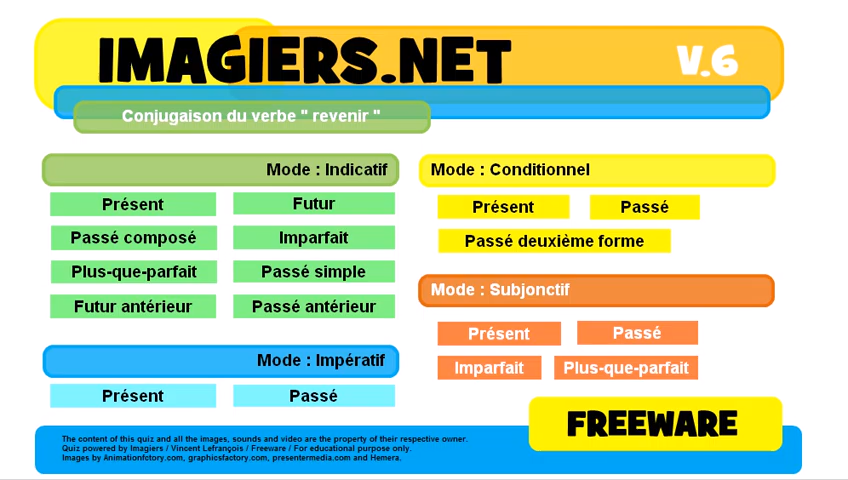 IMAGIERS.NET
V.6
Conjugaison du verbe " revenir "
Mode : Indicatif
Présent
Futur
Passé composé
Imparfait
Plus-que-parfait
Passé simple
Futur antérieur
Passé antérieur
Mode : Impératif
Présent
Passé
Mode : Conditionnel
Présent
Passé
Passé deuxième forme
Mode : Subjonctif
Présent
Passé
Imparfait
Plus-que-parfait
FREEWARE
The content of this quiz and all the images, sounds and video are the property of their respective owner.
Quiz powered by Imagiers / Vincent Lefrançois / Freeware / For educational purpose only.
Images by Animationfctory.com, graphicsfactory.com, presentermedia.com and Hemera.